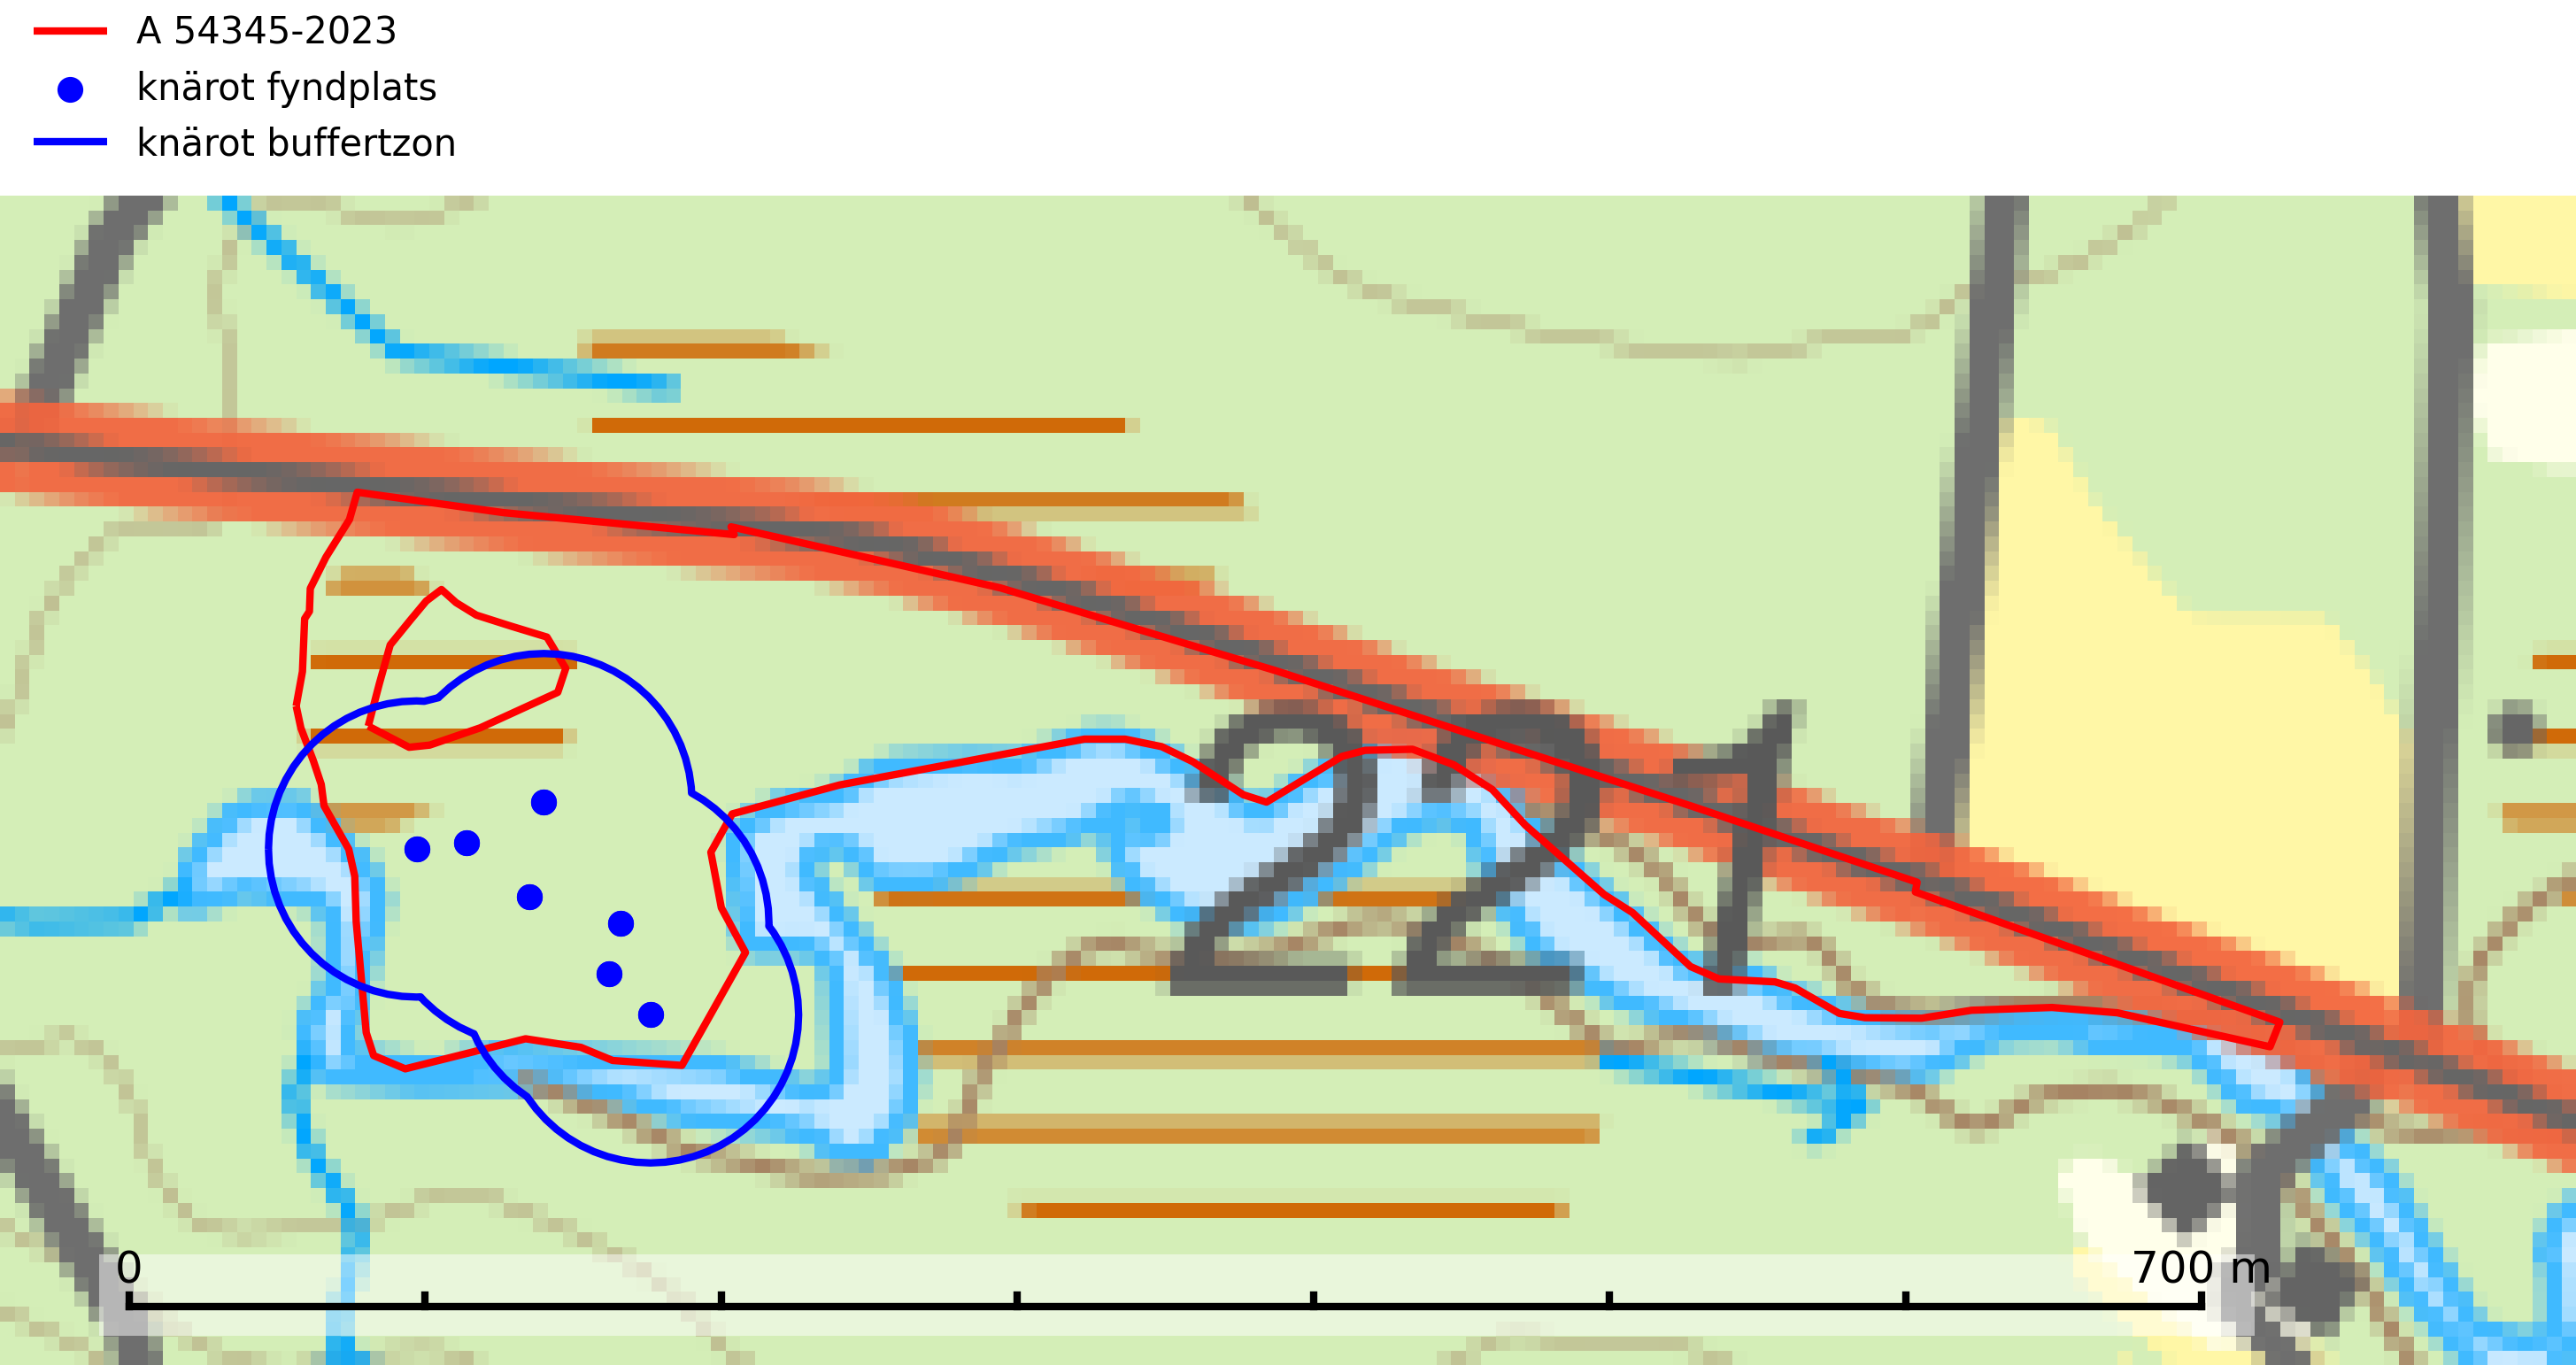 A 54345-2023
knärot fyndplats
knärot buffertzon
221
0
700 m